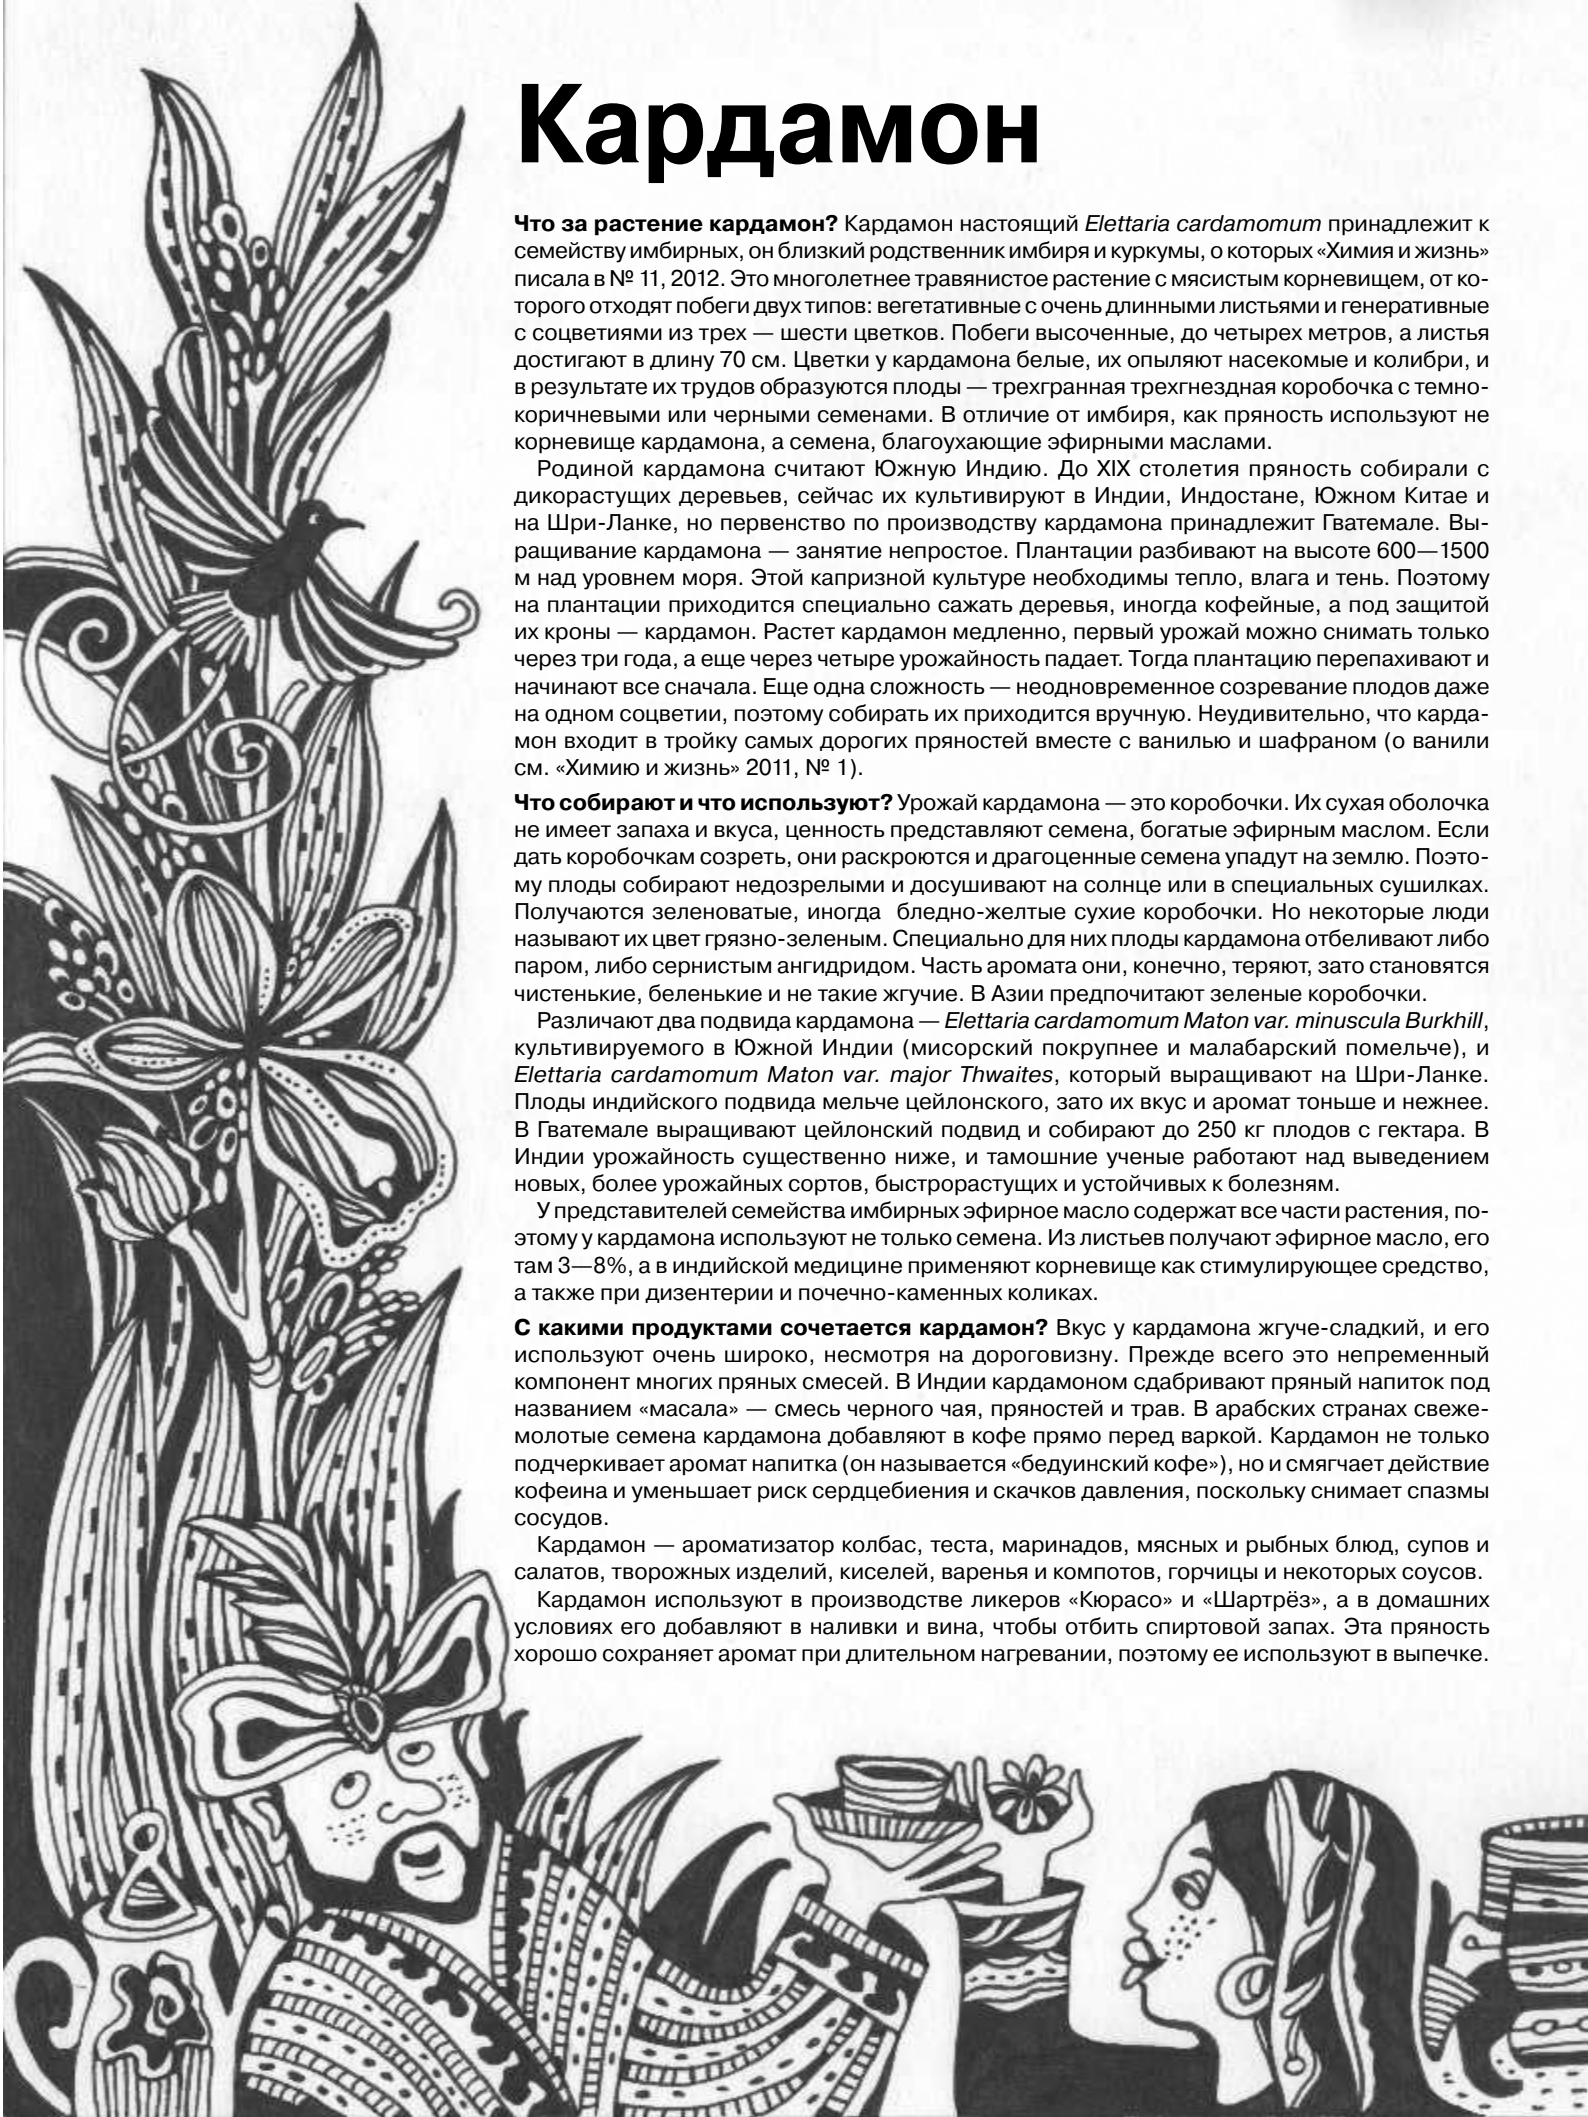 Кардамон
Что за растение кардамон? Кардамон настоящий Elettaria cardamomum принадлежит к
семейству имбирных, он близкий родственник имбиря и куркумы, о которых «Химия и жизнь»
писала в № 11, 2012. Это многолетнее травянистое растение с мясистым корневищем, от ко-
торого отходят побеги двух типов: вегетативные с очень длинными листьями и генеративные
с соцветиями из трех — шести цветков. Побеги высоченные, до четырех метров, а листья
достигают в длину 70 см. Цветки у кардамона белые, их опыляют насекомые и колибри, и
в результате их трудов образуются плоды — трехгранная трехгнездная коробочка с темно-
коричневыми или черными семенами. В отличие от имбиря, как пряность используют не
корневище кардамона, а семена, благоухающие эфирными маслами.
Родиной кардамона считают Южную Индию. До XIX столетия пряность собирали с
дикорастущих деревьев, сейчас их культивируют в Индии, Индостане, Южном Китае и
на Шри-Ланке, но первенство по производству кардамона принадлежит Гватемале. Вы-
ращивание кардамона — занятие непростое. Плантации разбивают на высоте 600—1500
м над уровнем моря. Этой капризной культуре необходимы тепло, влага и тень. Поэтому
на плантации приходится специально сажать деревья, иногда кофейные, а под защитой
их кроны — кардамон. Растет кардамон медленно, первый урожай можно снимать только
через три года, а еще через четыре урожайность падает. Тогда плантацию перепахивают и
начинают все сначала. Еще одна сложность — неодновременное созревание плодов даже
на одном соцветии, поэтому собирать их приходится вручную. Неудивительно, что карда-
мон входит в тройку самых дорогих пряностей вместе с ванилью и шафраном (о ванили
см. «Химию и жизнь» 2011, № 1).
Что собирают и что используют? Урожай кардамона — это коробочки. Их сухая оболочка
не имеет запаха и вкуса, ценность представляют семена, богатые эфирным маслом. Если
дать коробочкам созреть, они раскроются и драгоценные семена упадут на землю. Поэто-
му плоды собирают недозрелыми и досушивают на солнце или в специальных сушилках.
Получаются зеленоватые, иногда бледно-желтые сухие коробочки. Но некоторые люди
называют их цвет грязно-зеленым. Специально для них плоды кардамона отбеливают либо
паром, либо сернистым ангидридом. Часть аромата они, конечно, теряют, зато становятся
чистенькие, беленькие и не такие жгучие. В Азии предпочитают зеленые коробочки.
Различают два подвида кардамона — Elettaria cardamomum Maton var. minuscula Burkhill,
культивируемого в Южной Индии (мисорский покрупнее и малабарский помельче), и
Elettaria cardamomum Maton var. major Thwaites, который выращивают на Шри-Ланке.
Плоды индийского подвида мельче цейлонского, зато их вкус и аромат тоньше и нежнее.
В Гватемале выращивают цейлонский подвид и собирают до 250 кг плодов с гектара. В
Индии урожайность существенно ниже, и тамошние ученые работают над выведением
новых, более урожайных сортов, быстрорастущих и устойчивых к болезням.
У представителей семейства имбирных эфирное масло содержат все части растения, по-
этому у кардамона используют не только семена. Из листьев получают эфирное масло, его
там 3—8%, а в индийской медицине применяют корневище как стимулирующее средство,
а также при дизентерии и почечно-каменных коликах.
С какими продуктами сочетается кардамон? Вкус у кардамона жгуче-сладкий, и его
используют очень широко, несмотря на дороговизну. Прежде всего это непременный
компонент многих пряных смесей. В Индии кардамоном сдабривают пряный напиток под
названием «масала» — смесь черного чая, пряностей и трав. В арабских странах свеже-
молотые семена кардамона добавляют в кофе прямо перед варкой. Кардамон не только
подчеркивает аромат напитка (он называется «бедуинский кофе»), но и смягчает действие
кофеина и уменьшает риск сердцебиения и скачков давления, поскольку снимает спазмы
сосудов.
Кардамон — ароматизатор колбас, теста, маринадов, мясных и рыбных блюд, супов и
салатов, творожных изделий, киселей, варенья и компотов, горчицы и некоторых соусов.
Кардамон используют в производстве ликеров «Кюрасо» и «Шартрёз», а в домашних
условиях его добавляют в наливки и вина, чтобы отбить спиртовой запах. Эта пряность
хорошо сохраняет аромат при длительном нагревании, поэтому ее используют в выпечке.